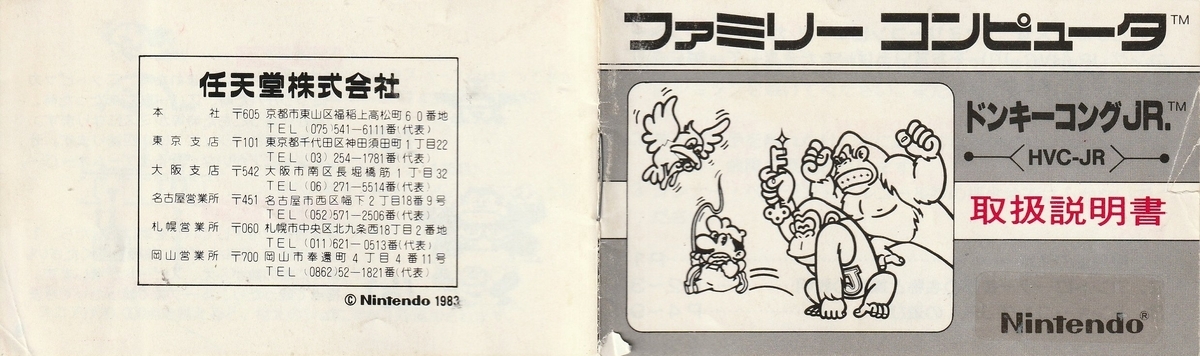 任天堂株式会社
本 社 〒605 京都市東山区福稲上高松町60番地
TEL (075)541-6111番(代表)
東京支店 〒101 東京都千代田区神田須田町1丁目22
TEL (03) 254-1781番(代表)
大阪支店 〒542 大阪市南区長堀橋筋1丁目32
TEL (06) 271-5514番(代表)
名古屋営業所 〒451 名古屋市西区幅下2丁目18番9号
TEL (052)571-2506番(代表)
札幌営業所 〒060 札幌市中央区北九条西18丁目2番地
TEL (011)621-0513番(代表)
岡山営業所 〒700 岡山市奉還町4丁目4番11号
TEL (0862)52-1821番(代表)
© Nintendo 1983
ファミリー コンピュータ™
ドンキーコングJR.™
HVC-JR
取扱説明書
J
Nintendo®